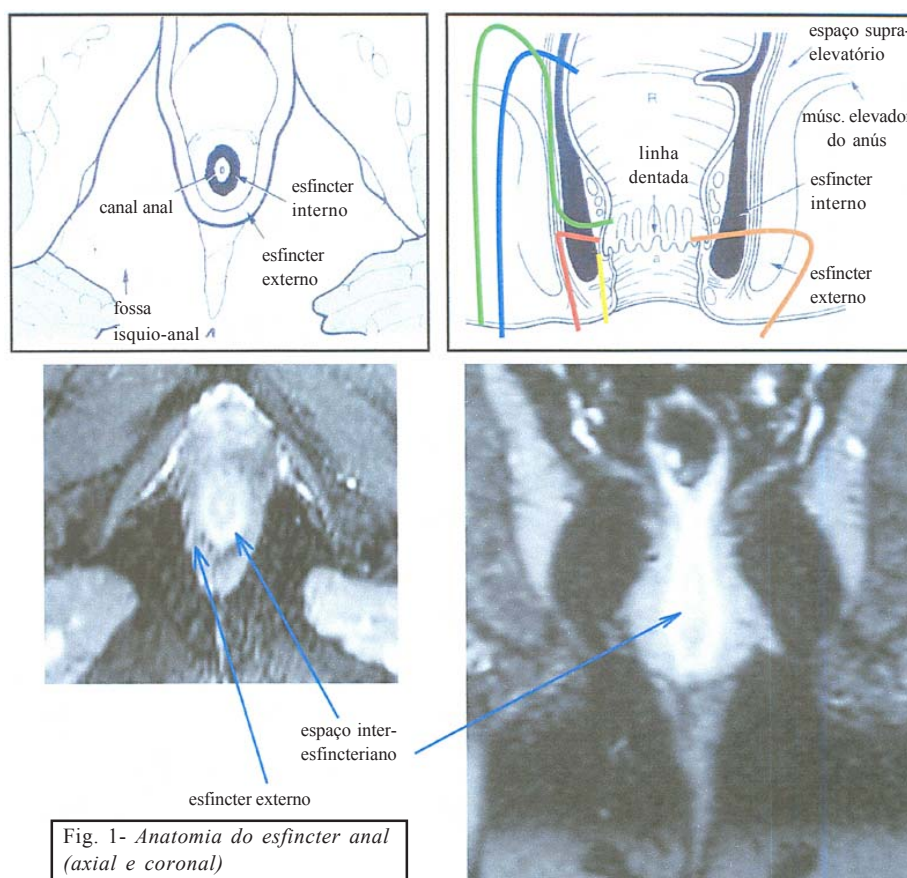 canal anal
esfincter
interno
esfincter
externo
fossa
isquio-anal
espaço supra-
elevatório
músc. elevador
do anús
linha
dentada
esfincter
interno
esfincter
externo
R
a
espaço inter-
esfincteriano
esfincter externo
Fig. 1- Anatomia do esfincter anal
(axial e coronal)